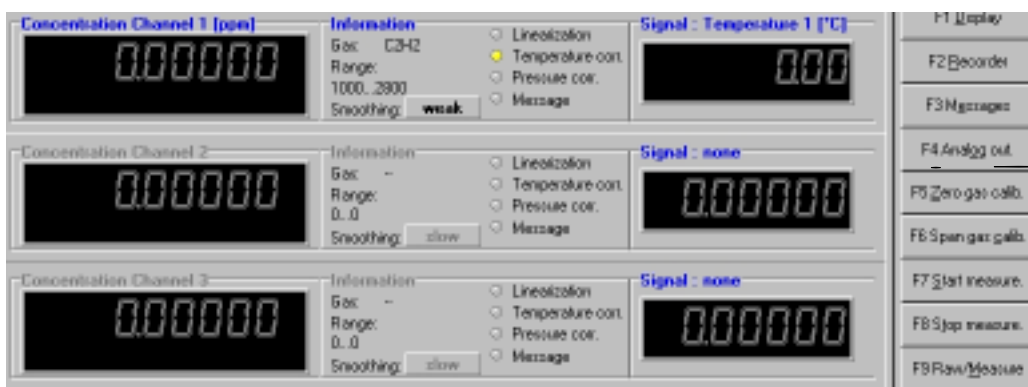 Concentration Channel 1 [ppm]
0.00000
Information
Gas: C2H2
Range:
1000...2800
Smoothing: weak
Linearization
Temperature corr.
Pressure corr.
Message
Signal : Temperature 1 [°C]
0.00
Concentration Channel 2
0.00000
Information
Gas: --
Range:
0...0
Smoothing: slow
Linearization
Temperature corr.
Pressure corr.
Message
Signal : none
0.00000
Concentration Channel 3
0.00000
Information
Gas: --
Range:
0...0
Smoothing: slow
Linearization
Temperature corr.
Pressure corr.
Message
Signal : none
0.00000
F1 Display
F2 Recorder
F3 Messages
F4 Analog out.
F5 Zero gas calib.
F6 Span gas calib.
F7 Start measure.
F8 Stop measure.
F9 Raw/Measure